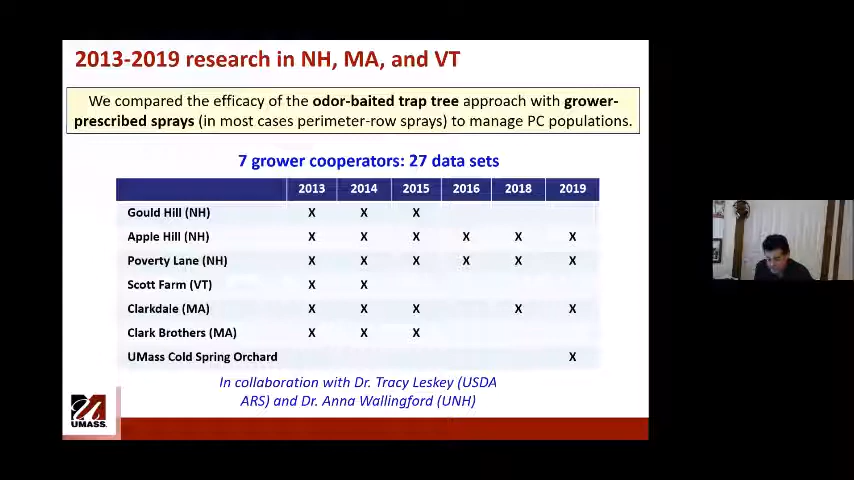 2013-2019 research in NH, MA, and VT
We compared the efficacy of the odor-baited trap tree approach with grower-
prescribed sprays (in most cases perimeter-row sprays) to manage PC populations.
7 grower cooperators: 27 data sets
2013 2014 2015 2016 2018 2019
Gould Hill (NH) X X X
Apple Hill (NH) X X X X X X
Poverty Lane (NH) X X X X X X
Scott Farm (VT) X X
Clarkdale (MA) X X X X X
Clark Brothers (MA) X X X
UMass Cold Spring Orchard X
In collaboration with Dr. Tracy Leskey (USDA
ARS) and Dr. Anna Wallingford (UNH)
UMASS